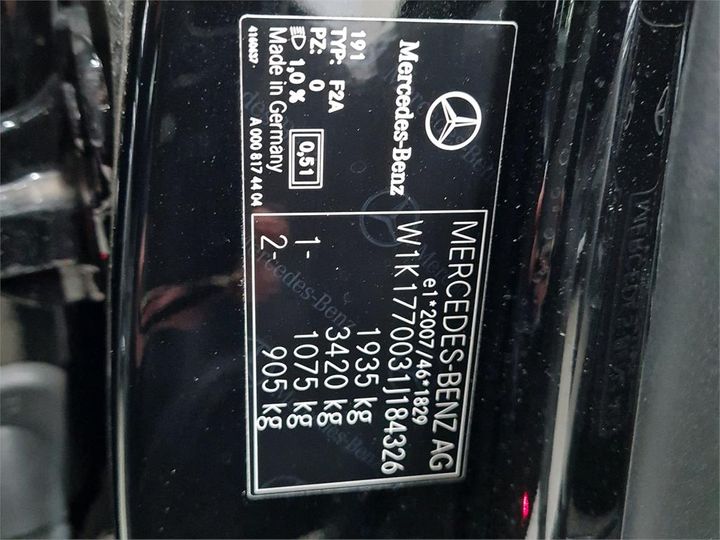 Mercedes-Benz
191
TYP: F2A
PZ: 0
1,0 %
Made in Germany
4160637
0,51
A 000 817 44 04
MERCEDES-BENZ AG
e1*2007/46*1829
W1K1770031J184326
1935 kg
3420 kg
1- 1075 kg
2- 905 kg